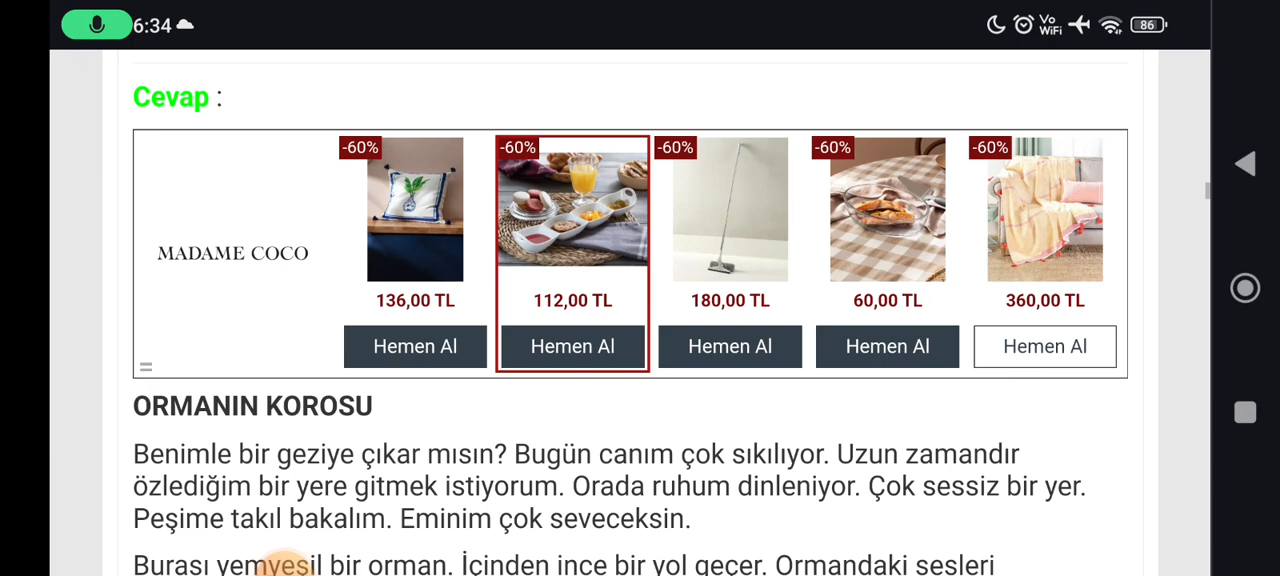 6:34
Vo
WiFi
86
Cevap :
-60%
-60%
-60%
-60%
-60%
MADAME COCO
136,00 TL
112,00 TL
180,00 TL
60,00 TL
360,00 TL
Hemen Al
Hemen Al
Hemen Al
Hemen Al
Hemen Al
ORMANIN KOROSU
Benimle bir geziye çıkar mısın? Bugün canım çok sıkılıyor. Uzun zamandır
özlediğim bir yere gitmek istiyorum. Orada ruhum dinleniyor. Çok sessiz bir yer.
Peşime takıl bakalım. Eminim çok seveceksin.
Burası yemyeşil bir orman. İçinden ince bir yol geçer. Ormandaki sesleri